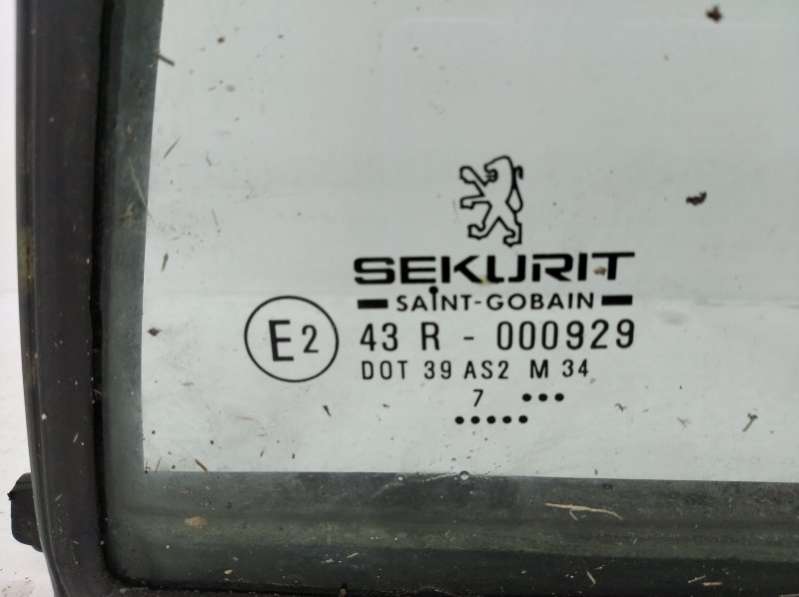 SEKURIT
SAINT-GOBAIN
E2 43 R - 000929
DOT 39 AS2 M 34
7 ...
.....